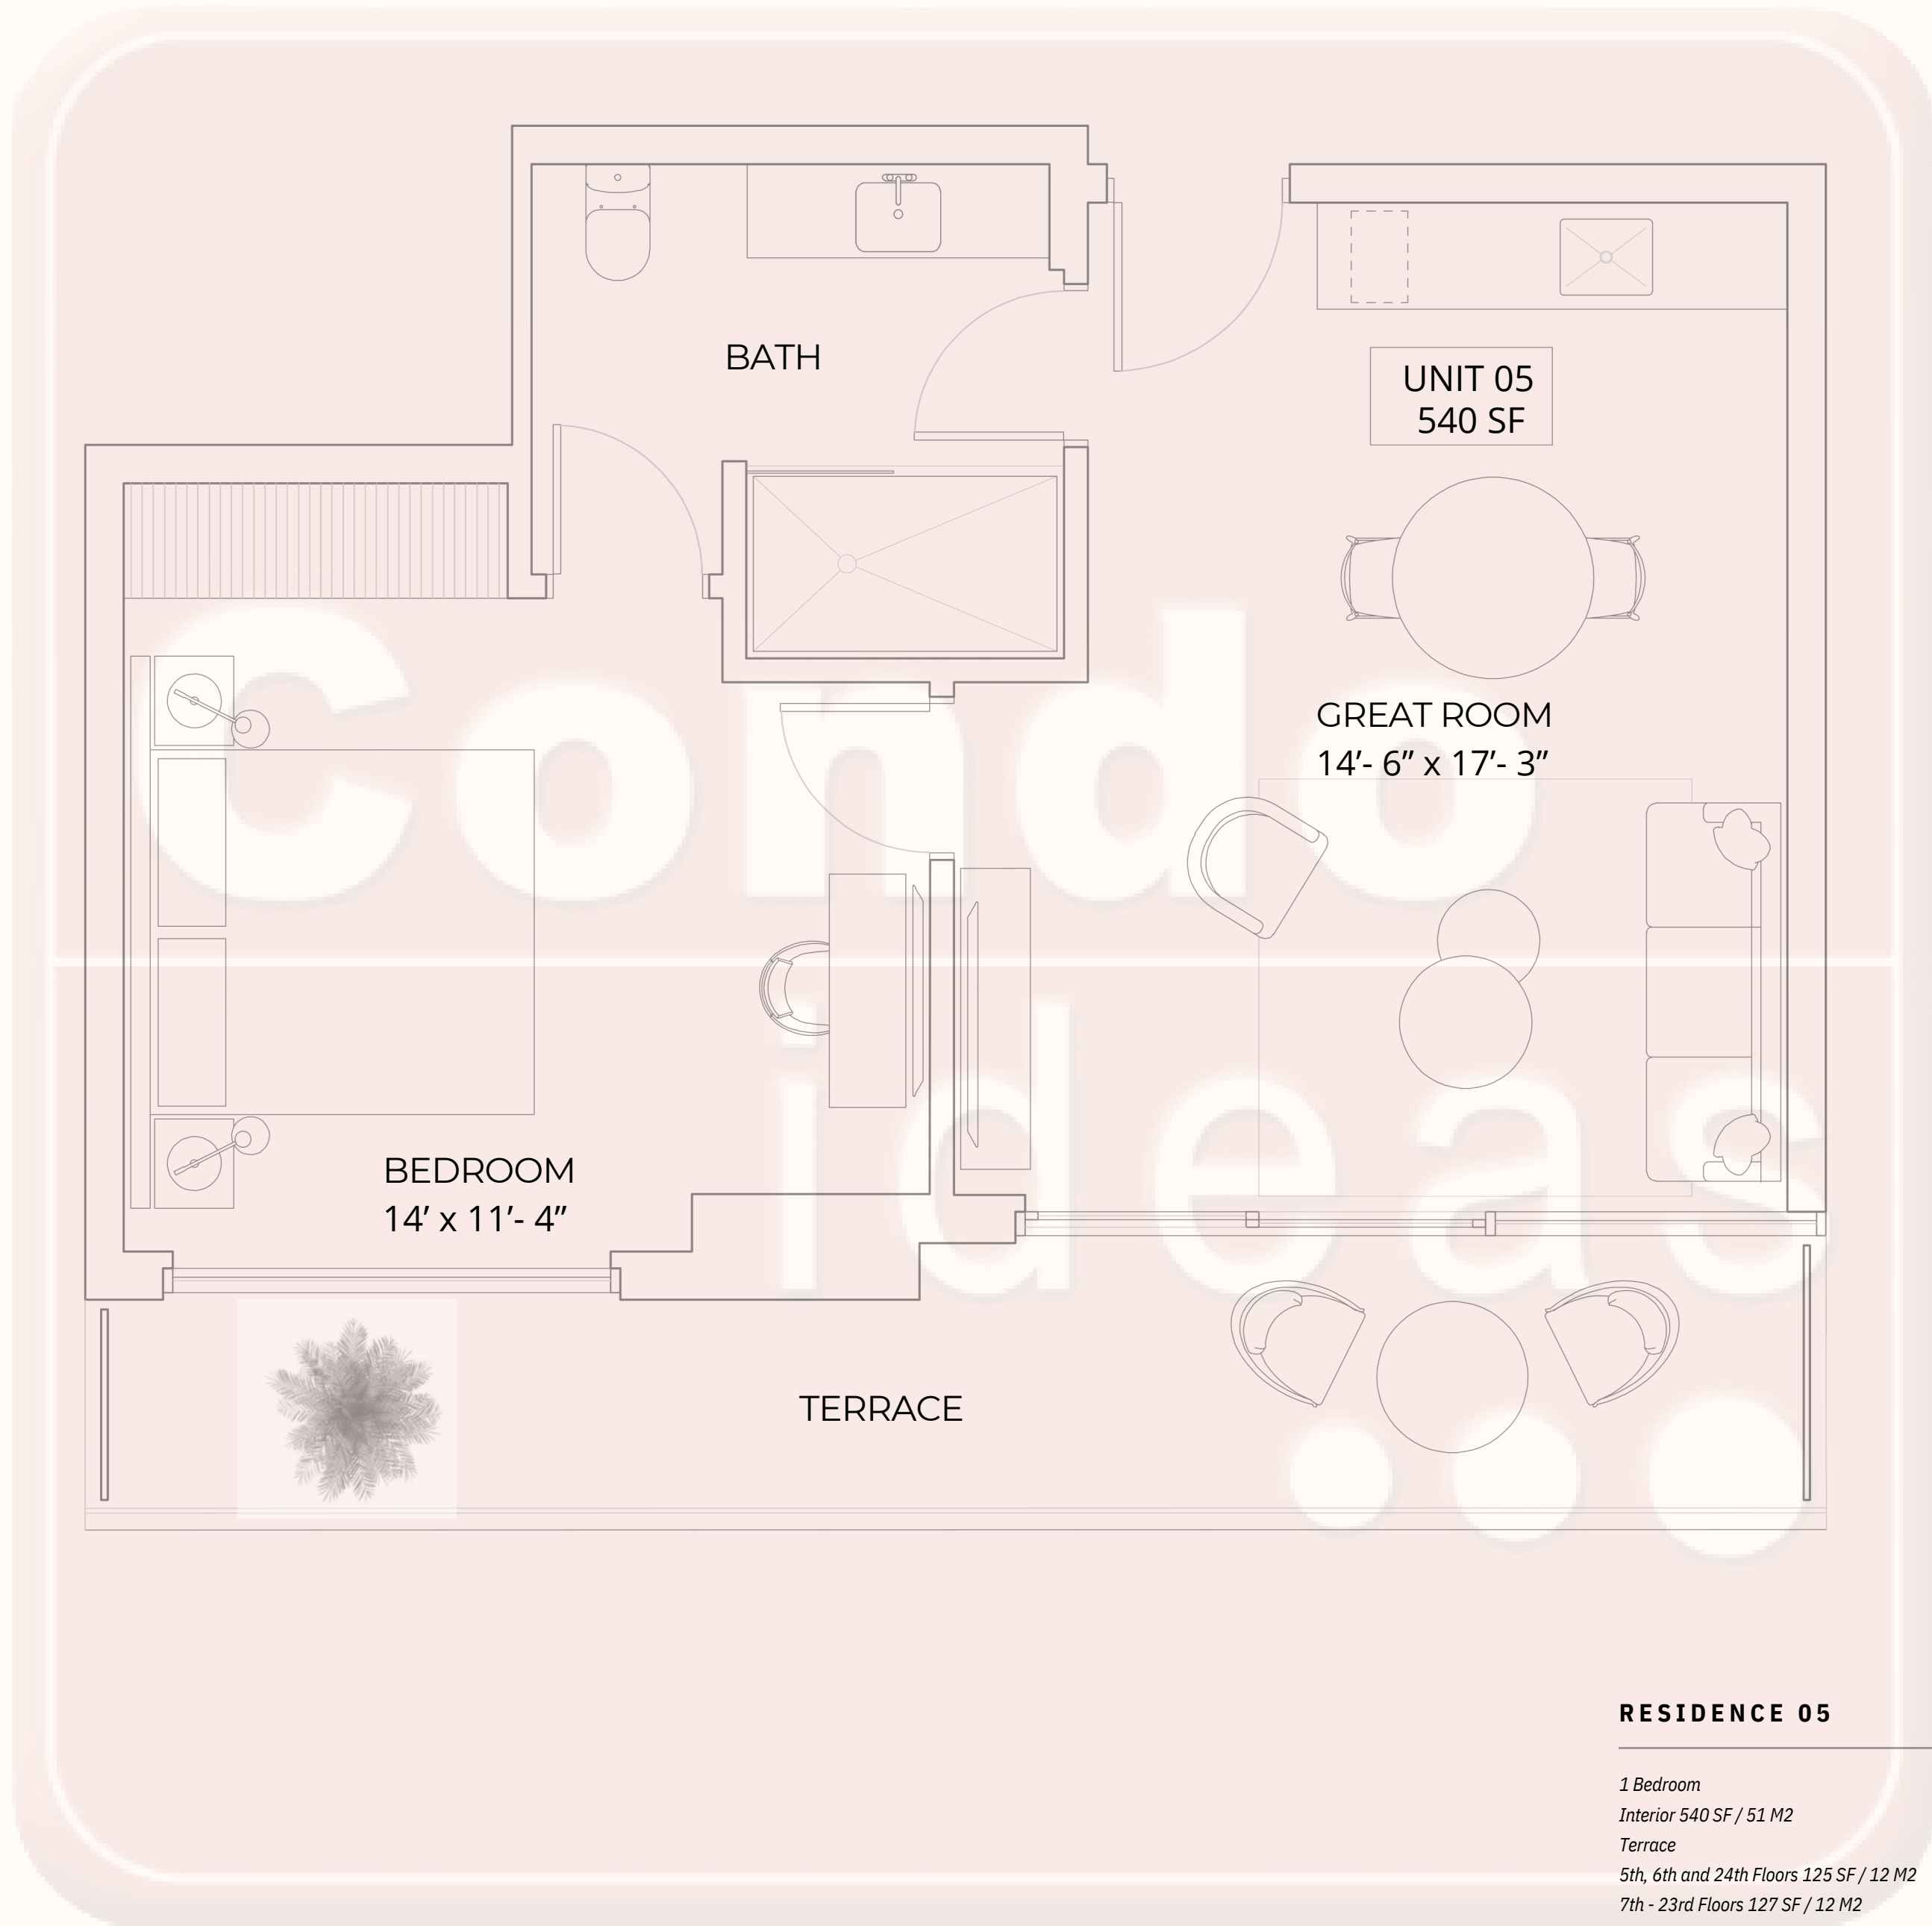 BATH
UNIT 05
540 SF
GREAT ROOM
14’- 6” x 17’- 3”
Condo
ideas
BEDROOM
14’ x 11’- 4”
TERRACE
RESIDENCE 05
1 Bedroom
Interior 540 SF / 51 M2
Terrace
5th, 6th and 24th Floors 125 SF / 12 M2
7th - 23rd Floors 127 SF / 12 M2